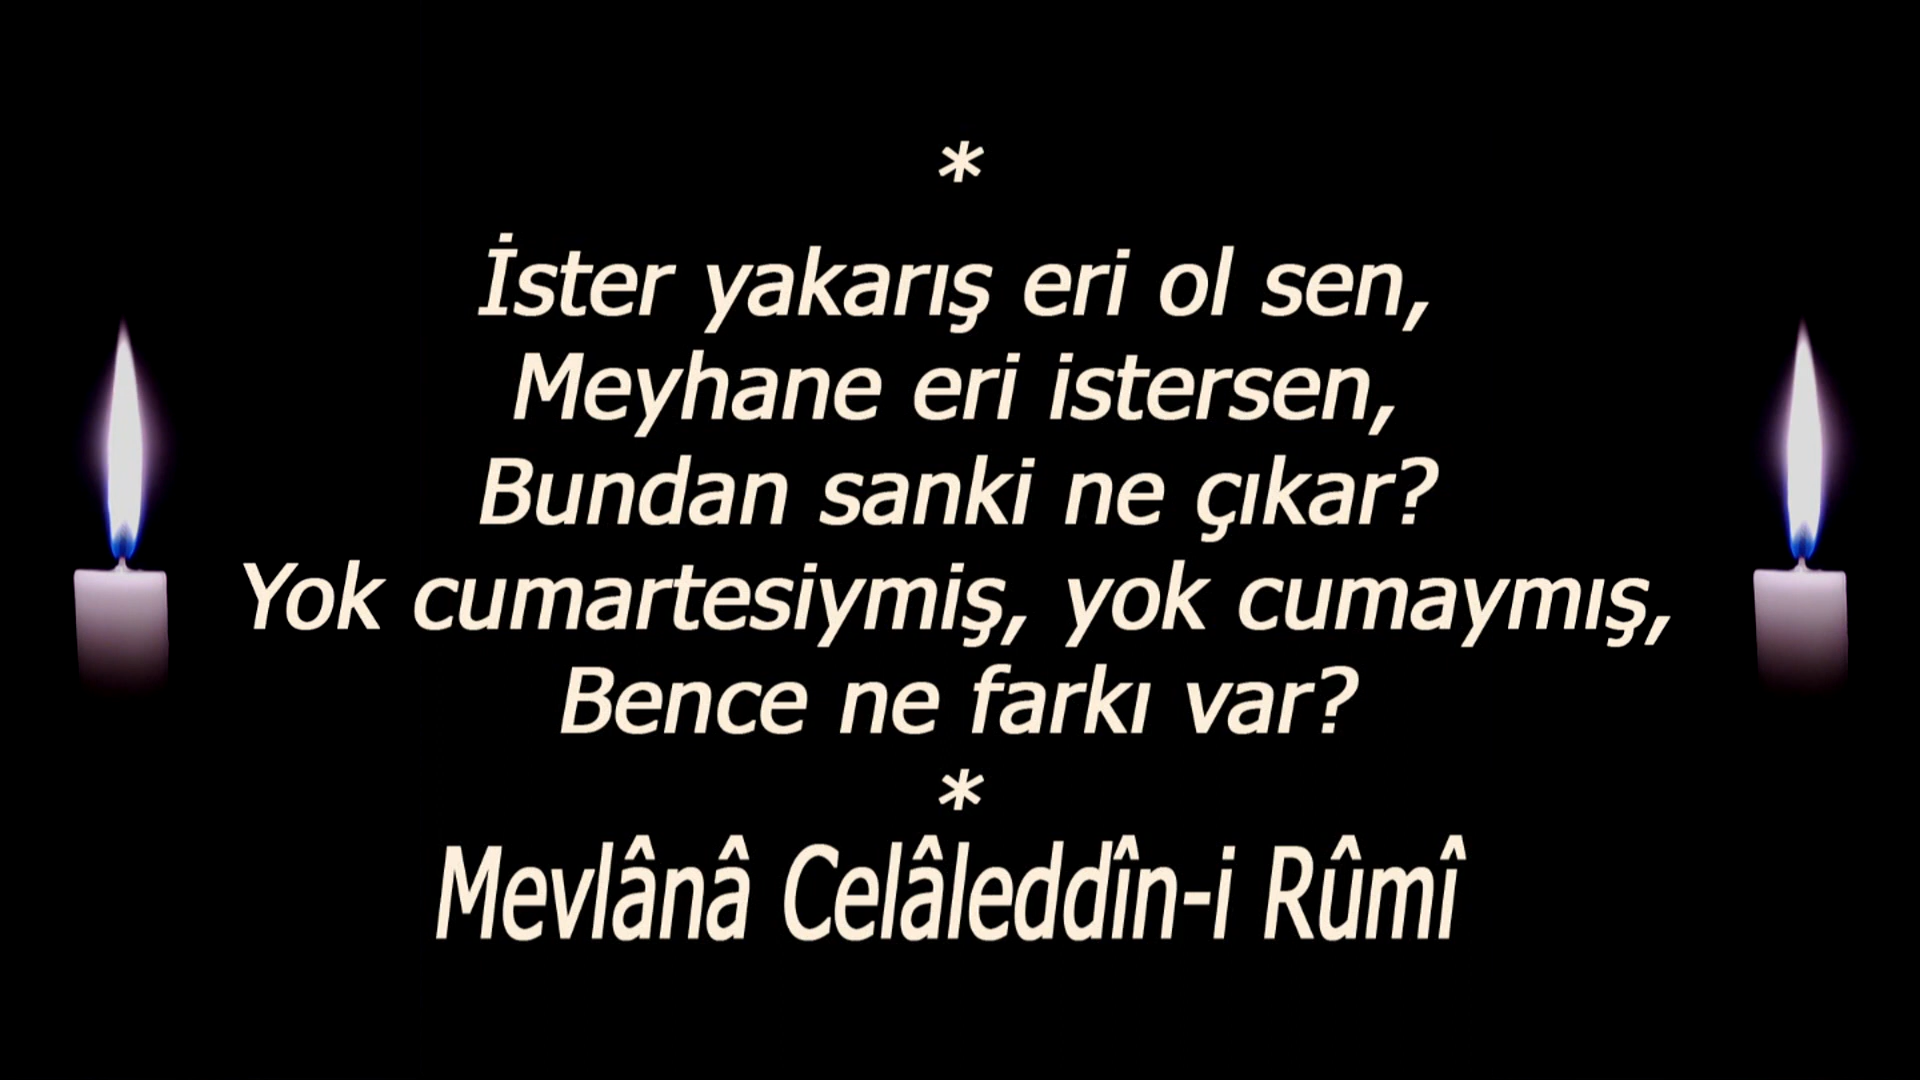 *
İster yakarış eri ol sen,
Meyhane eri istersen,
Bundan sanki ne çıkar?
Yok cumartesiymiş, yok cumaymış,
Bence ne farkı var?
*
Mevlânâ Celâleddîn-i Rûmî